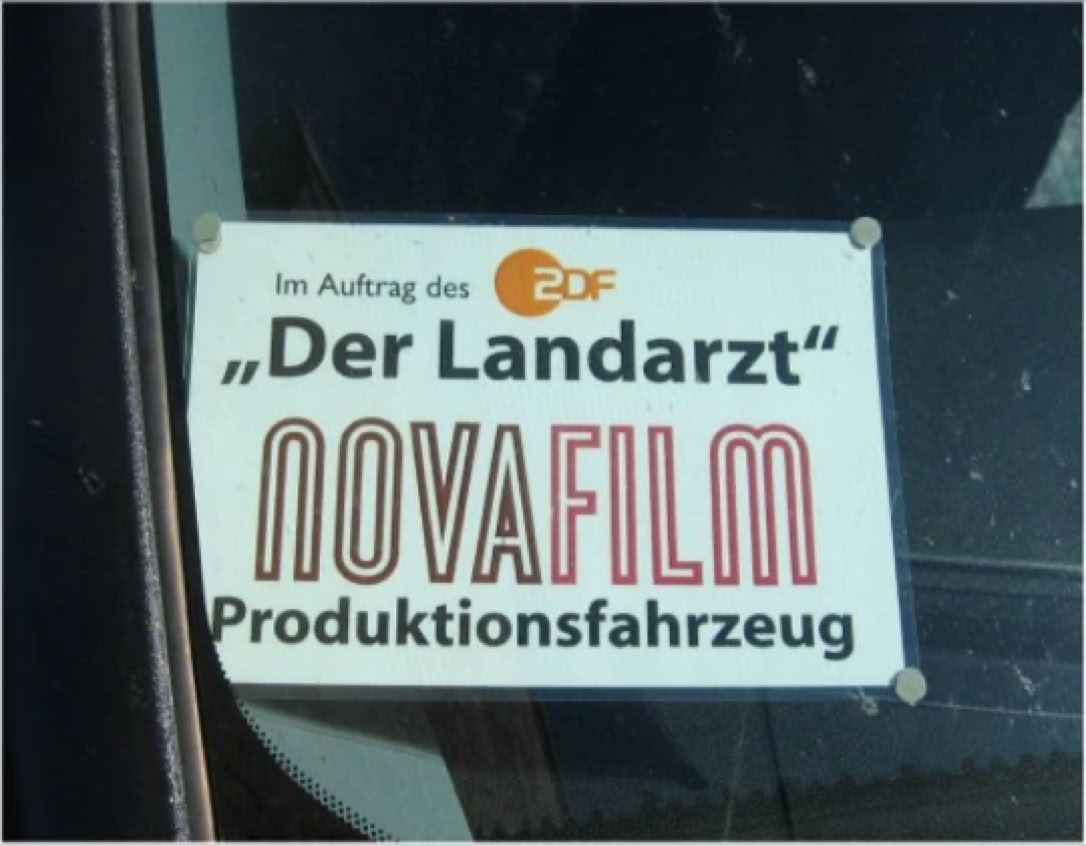 Im Auftrag des ZDF
„Der Landarzt“
NOVAFILM
Produktionsfahrzeug